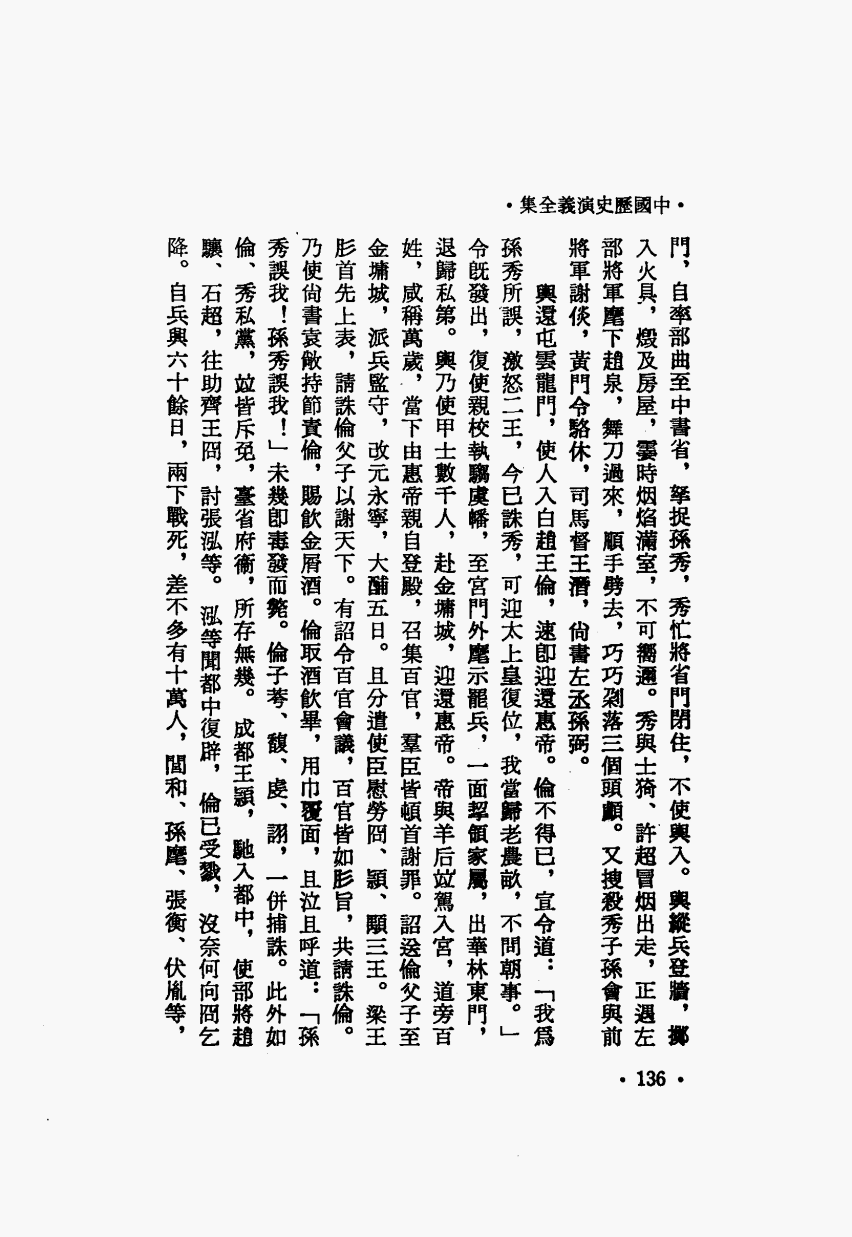 •中國歷史演義全集•
門，自率部曲至中書省，拏捉孫秀，秀忙將省門閉住，不使輿入。輿縱兵登牆，擲
入火具，燬及房屋，霎時烟焰滿室，不可嚮邇。秀與士猗、許超冒烟出走，正遇左
部將軍麾下趙泉，舞刀過來，順手劈去，巧巧剁落三個頭顱。又搜殺秀子孫會與前
將軍謝惔，黃門令駱休，司馬督王潛，尙書左丞孫弼。
輿還屯雲龍門，使人入白趙王倫，速卽迎還惠帝。倫不得已，宣令道：「我爲
孫秀所誤，激怒二王，今已誅秀，可迎太上皇復位，我當歸老農畝，不問朝事。」
令旣發出，復使親校執騶虞幡，至宮門外麾示罷兵，一面挈領家屬，出華林東門，
退歸私第。輿乃使甲士數千人，赴金墉城，迎還惠帝。帝與羊后竝駕入宮，道旁百
姓，咸稱萬歲，當下由惠帝親自登殿，召集百官，羣臣皆頓首謝罪。詔送倫父子至
金墉城，派兵監守，改元永寧，大酺五日。且分遣使臣慰勞冏、穎、顒三王。梁王
肜首先上表，請誅倫父子以謝天下。有詔令百官會議，百官皆如肜旨，共請誅倫。
乃使尙書袁敞持節責倫，賜飮金屑酒。倫取酒飮畢，用巾覆面，且泣且呼道：「孫
秀誤我！孫秀誤我！」未幾卽毒發而斃。倫子荂、馥、虔、詡，一併捕誅。此外如
倫、秀私黨，竝皆斥免，臺省府衞，所存無幾。成都王穎，馳入都中，使部將趙
驤、石超，往助齊王冏，討張泓等。泓等聞都中復辟，倫已受戮，沒奈何向冏乞
降。自兵興六十餘日，兩下戰死，差不多有十萬人，閭和、孫髦、張衡、伏胤等，
•136•